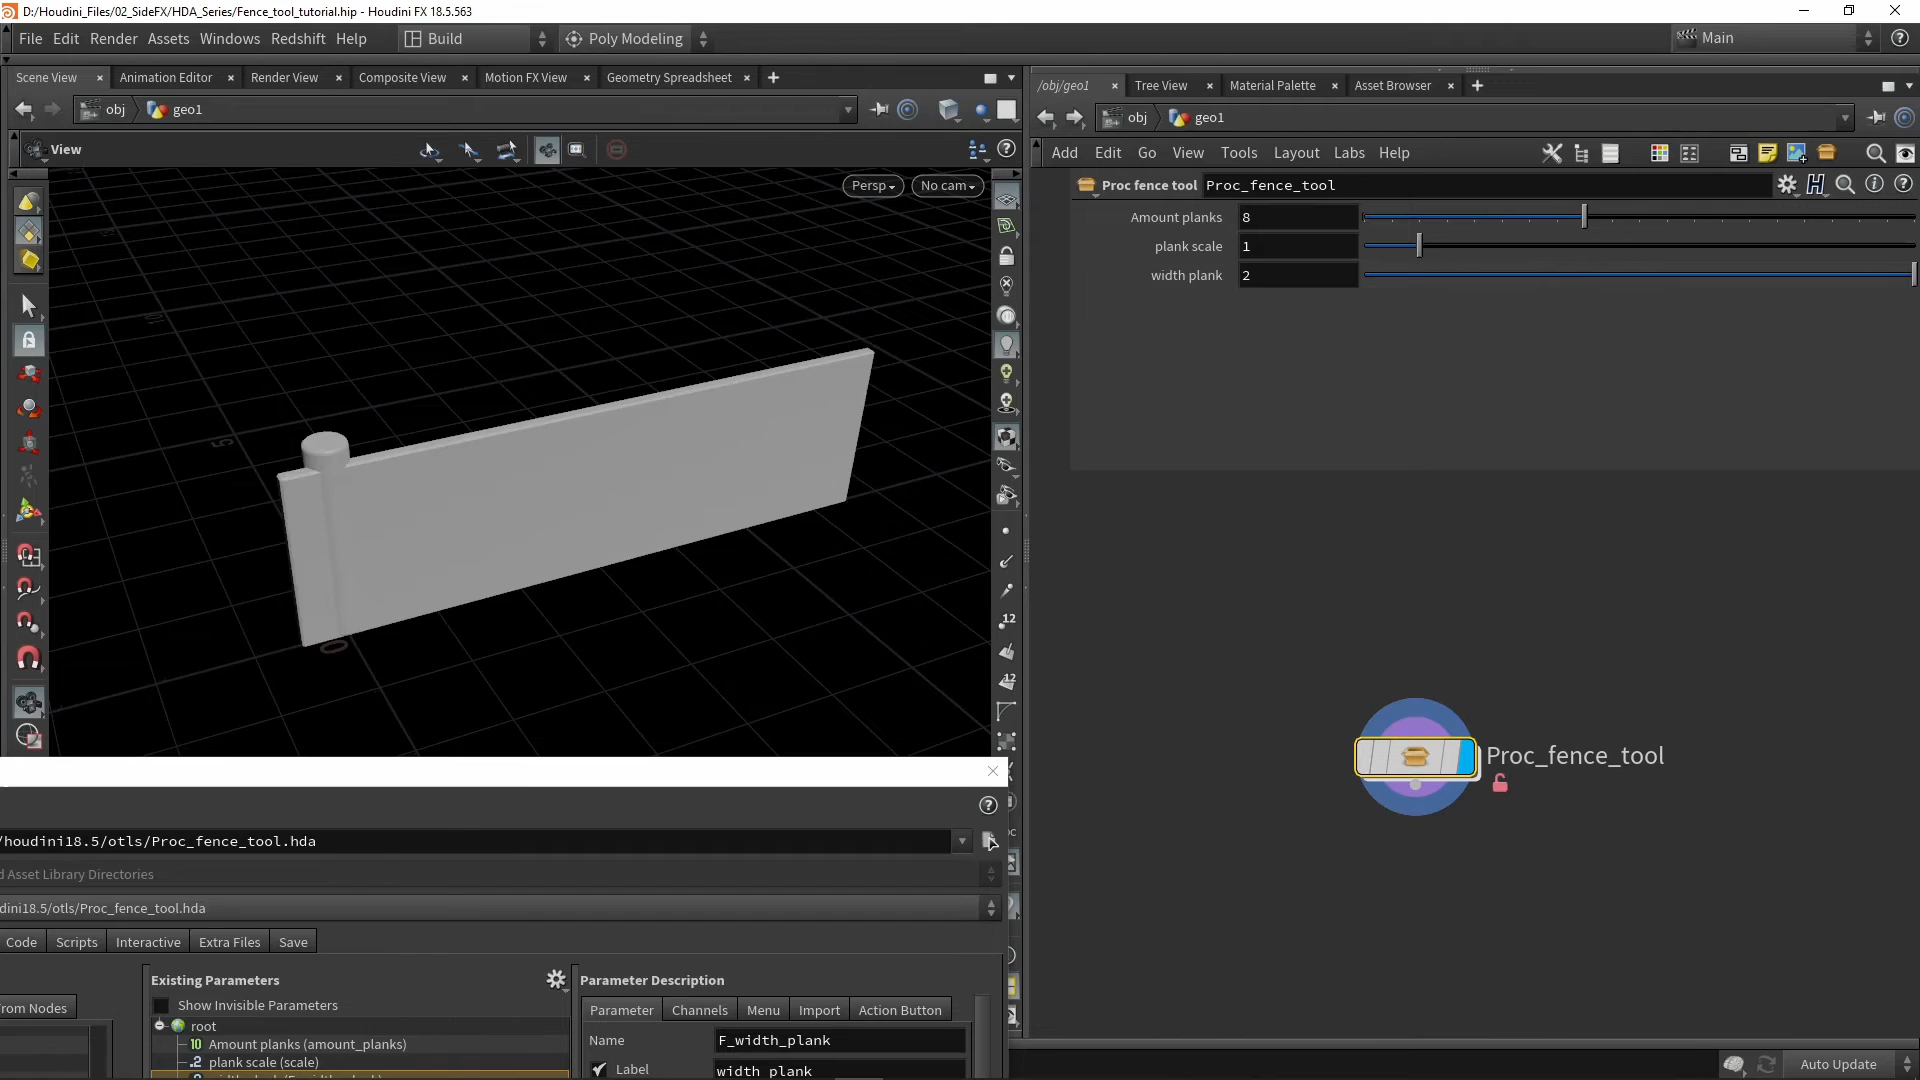 D:/Houdini_Files/02_SideFX/HDA_Series/Fence_tool_tutorial.hip - Houdini FX 18.5.563
File Edit Render Assets Windows Redshift Help
Build
Poly Modeling
Main
Scene View Animation Editor Render View Composite View Motion FX View Geometry Spreadsheet
obj geo1
View
Persp
No cam
5
0
12
12
/obj/geo1 Tree View Material Palette Asset Browser
obj geo1
Add Edit Go View Tools Layout Labs Help
Proc fence tool Proc_fence_tool
Amount planks 8
plank scale 1
width plank 2
Proc_fence_tool
/houdini18.5/otls/Proc_fence_tool.hda
Asset Library Directories
dini18.5/otls/Proc_fence_tool.hda
Code Scripts Interactive Extra Files Save
Existing Parameters
Show Invisible Parameters
From Nodes
root
Amount planks (amount_planks)
plank scale (scale)
Parameter Description
Parameter Channels Menu Import Action Button
Name F_width_plank
Label width plank
Auto Update